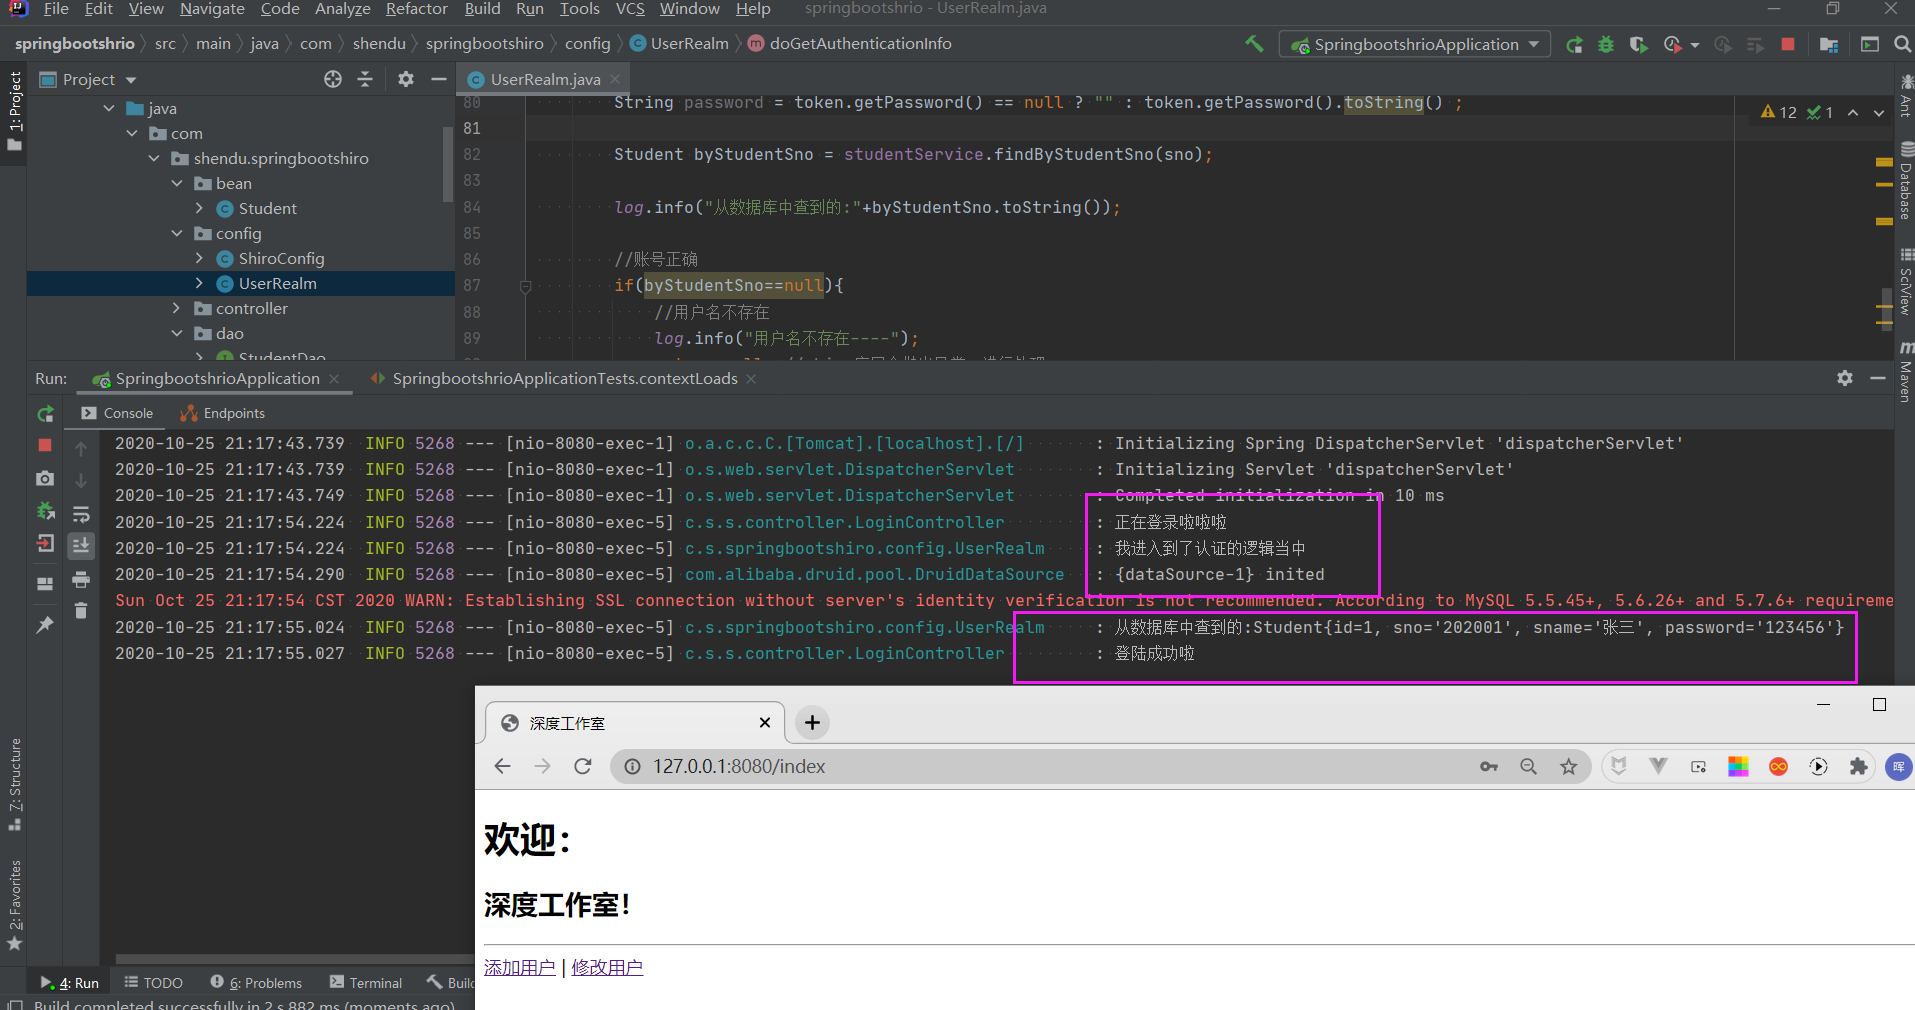 File Edit View Navigate Code Analyze Refactor Build Run Tools VCS Window Help springbootshrio - UserRealm.java
springbootshrio src main java com shendu springbootshiro config UserRealm doGetAuthenticationInfo SpringbootshrioApplication
1: Project
Project
java
com
shendu.springbootshiro
bean
Student
config
ShiroConfig
UserRealm
controller
dao
StudentDao
UserRealm.java
80 String password = token.getPassword() == null ? "" : token.getPassword().toString() ;
81
82 Student byStudentSno = studentService.findByStudentSno(sno);
83
84 log.info("从数据库中查到的:"+byStudentSno.toString());
85
86 //账号正确
87 if(byStudentSno==null){
88 //用户名不存在
89 log.info("用户名不存在----");
12 1
Ant
Database
SciView
Maven
Run: SpringbootshrioApplication SpringbootshrioApplicationTests.contextLoads
Console Endpoints
2020-10-25 21:17:43.739 INFO 5268 --- [nio-8080-exec-1] o.a.c.c.C.[Tomcat].[localhost].[/] : Initializing Spring DispatcherServlet 'dispatcherServlet'
2020-10-25 21:17:43.739 INFO 5268 --- [nio-8080-exec-1] o.s.web.servlet.DispatcherServlet : Initializing Servlet 'dispatcherServlet'
2020-10-25 21:17:43.749 INFO 5268 --- [nio-8080-exec-1] o.s.web.servlet.DispatcherServlet : Completed initialization in 10 ms
2020-10-25 21:17:54.224 INFO 5268 --- [nio-8080-exec-5] c.s.s.controller.LoginController : 正在登录啦啦啦
2020-10-25 21:17:54.224 INFO 5268 --- [nio-8080-exec-5] c.s.springbootshiro.config.UserRealm : 我进入到了认证的逻辑当中
2020-10-25 21:17:54.290 INFO 5268 --- [nio-8080-exec-5] com.alibaba.druid.pool.DruidDataSource : {dataSource-1} inited
Sun Oct 25 21:17:54 CST 2020 WARN: Establishing SSL connection without server's identity verification is not recommended. According to MySQL 5.5.45+, 5.6.26+ and 5.7.6+ requireme
2020-10-25 21:17:55.024 INFO 5268 --- [nio-8080-exec-5] c.s.springbootshiro.config.UserRealm : 从数据库中查到的:Student{id=1, sno='202001', sname='张三', password='123456'}
2020-10-25 21:17:55.027 INFO 5268 --- [nio-8080-exec-5] c.s.s.controller.LoginController : 登陆成功啦
7: Structure
2: Favorites
深度工作室
127.0.0.1:8080/index
晖
欢迎：
深度工作室！
添加用户 | 修改用户
4: Run TODO 6: Problems Terminal Build
Build completed successfully in 2 s 882 ms (moments ago)